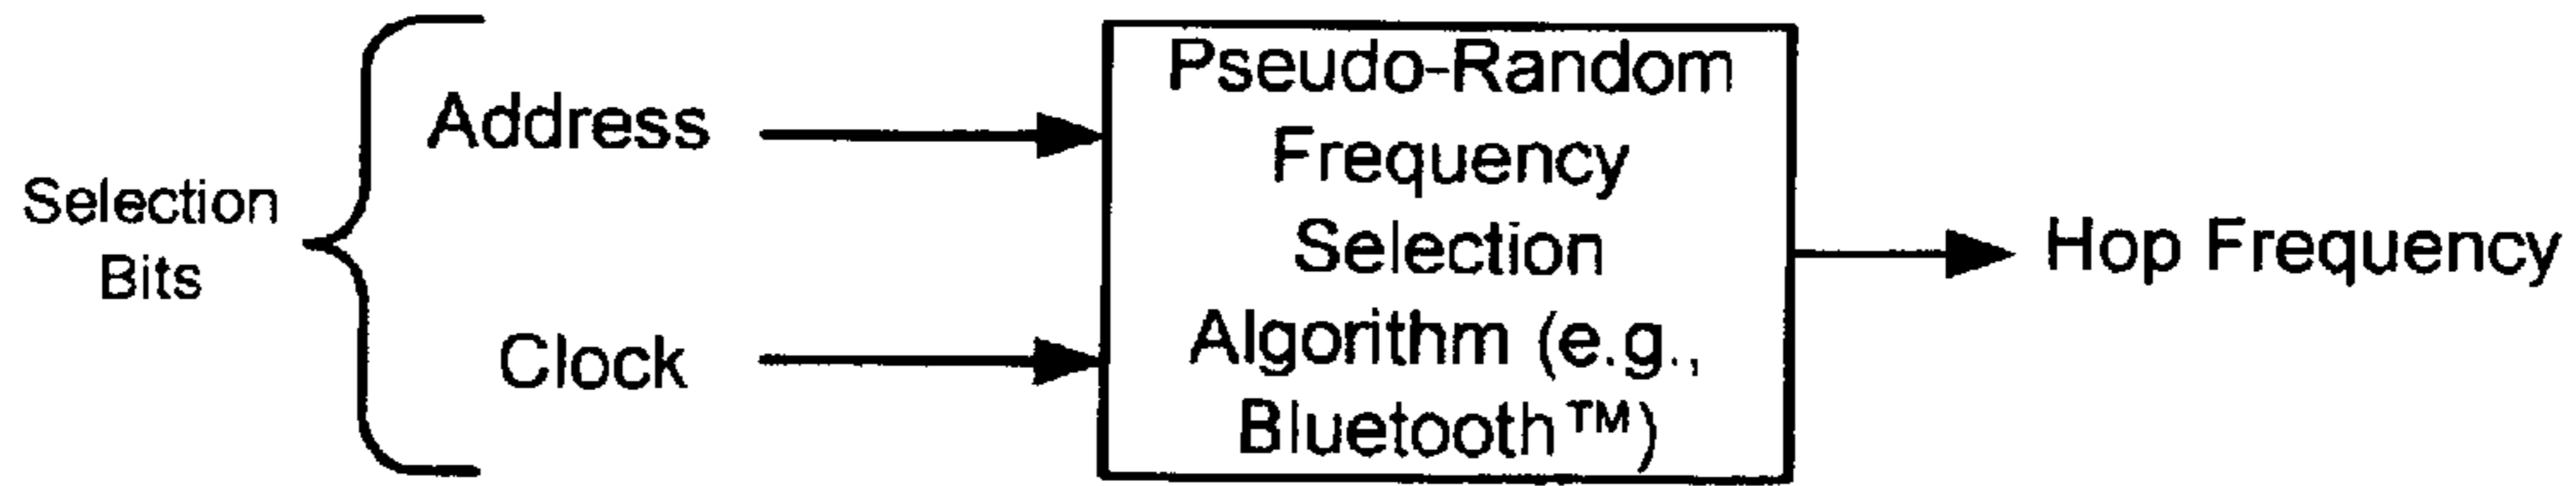 Selection
Bits
Address
Clock
Pseudo-Random
Frequency
Selection
Algorithm (e.g.,
Bluetooth™)
Hop Frequency